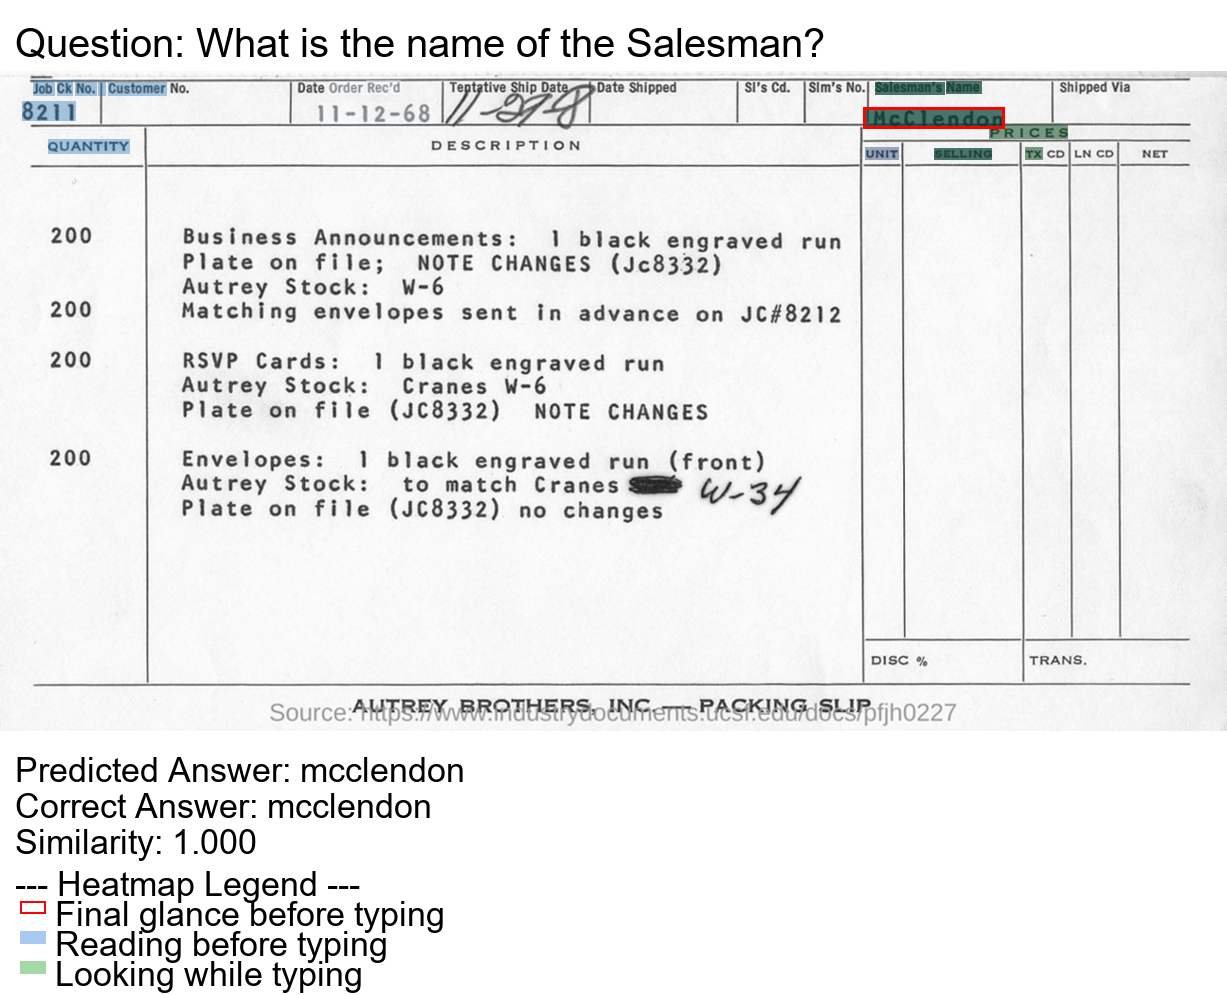 Question: What is the name of the Salesman?
Job Ck No. Customer No. Date Order Rec'd Tentative Ship Date Date Shipped Sl's Cd. Slm's No. Salesman's Name Shipped Via
8211 11-12-68 11-27-8 McClendon
QUANTITY DESCRIPTION PRICES
UNIT SELLING TX CD LN CD NET
200 Business Announcements: 1 black engraved run
Plate on file; NOTE CHANGES (Jc8332)
Autrey Stock: W-6
200 Matching envelopes sent in advance on JC#8212
200 RSVP Cards: 1 black engraved run
Autrey Stock: Cranes W-6
Plate on file (JC8332) NOTE CHANGES
200 Envelopes: 1 black engraved run (front)
Autrey Stock: to match Cranes W-34
Plate on file (JC8332) no changes
DISC % TRANS.
AUTREY BROTHERS, INC. — PACKING SLIP
Source: https://www.industrydocuments.ucsf.edu/docs/pfjh0227
Predicted Answer: mcclendon
Correct Answer: mcclendon
Similarity: 1.000
--- Heatmap Legend ---
Final glance before typing
Reading before typing
Looking while typing